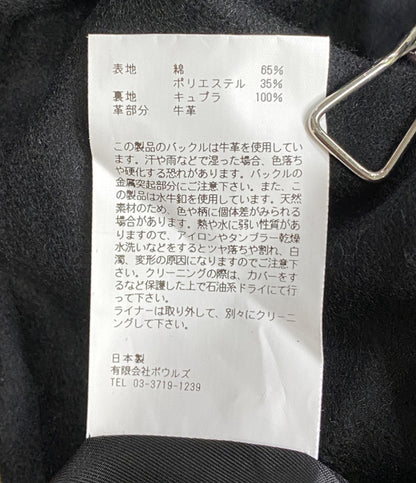 表地 綿 65%
ポリエステル 35%
裏地 キュプラ 100%
革部分 牛革
この製品のバックルは牛革を使用してい
ます。汗や雨などで湿った場合、色落ち
や硬化する恐れがあります。バックルの
金属突起部分にご注意下さい。また、こ
の製品は水牛釦を使用しています。天然
素材のため、色や柄に個体差がみられる
場合があります。熱や水に弱い性質があ
りますので、アイロンやタンブラー乾燥
水洗いなどをするとツヤ落ちや割れ、白
濁、変形の原因になりますのでご注意下
さい。クリーニングの際は、カバーをす
るなど保護した上で石油系ドライにて行
って下さい。
ライナーは取り外して、別々にクリーニ
ングして下さい。
日本製
有限会社ボウルズ
TEL 03-3719-1239